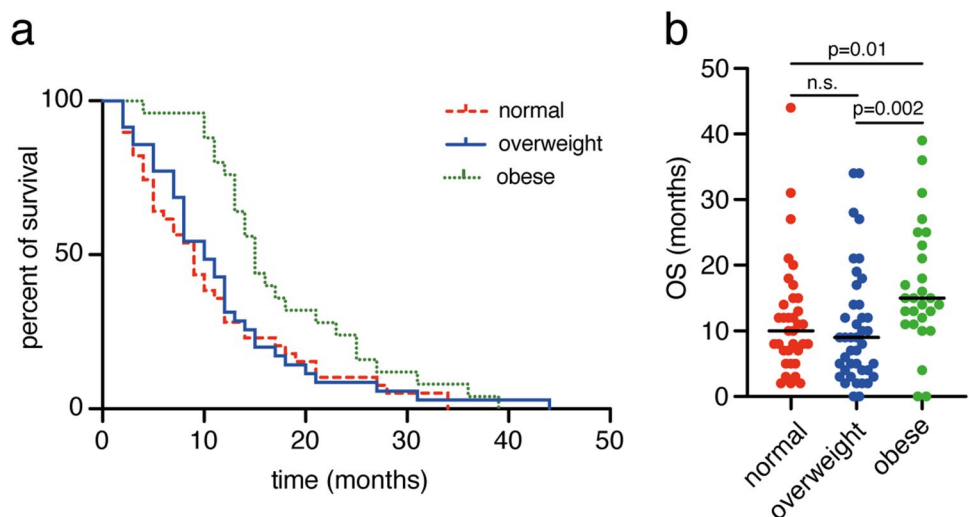 a
percent of survival
100
50
0
0 10 20 30 40 50
time (months)
normal
overweight
obese
b
OS (months)
50
40
30
20
10
0
p=0.01
n.s.
p=0.002
normal
overweight
obese